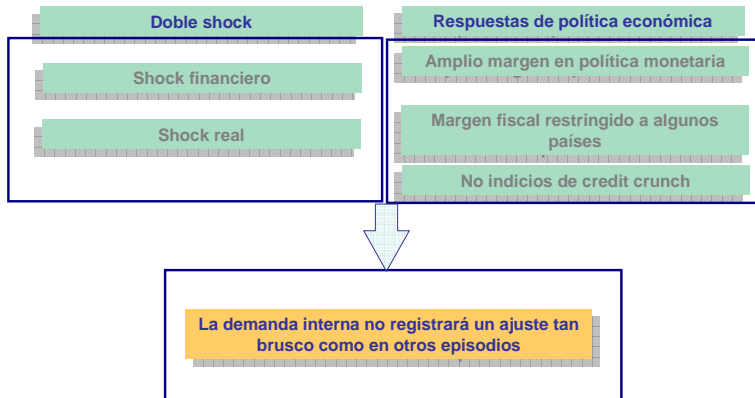 Doble shock
Shock financiero
Shock real
Respuestas de política económica
Amplio margen en política monetaria
Margen fiscal restringido a algunos
países
No indicios de credit crunch
La demanda interna no registrará un ajuste tan
brusco como en otros episodios